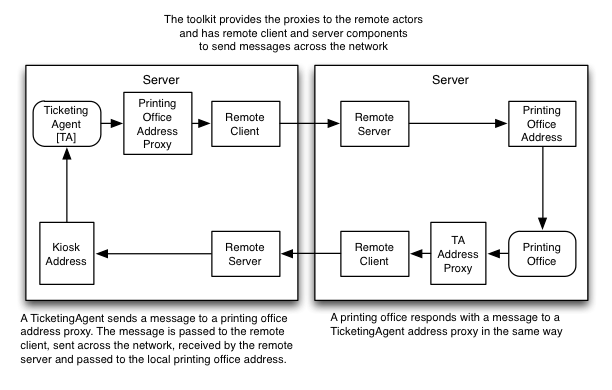 The toolkit provides the proxies to the remote actors
and has remote client and server components
to send messages across the network
Server
Ticketing
Agent
[TA]
Printing
Office
Address
Proxy
Remote
Client
Kiosk
Address
Remote
Server
Server
Remote
Server
Printing
Office
Address
Remote
Client
TA
Address
Proxy
Printing
Office
A TicketingAgent sends a message to a printing office
address proxy. The message is passed to the remote
client, sent across the network, received by the remote
server and passed to the local printing office address.
A printing office responds with a message to a
TicketingAgent address proxy in the same way